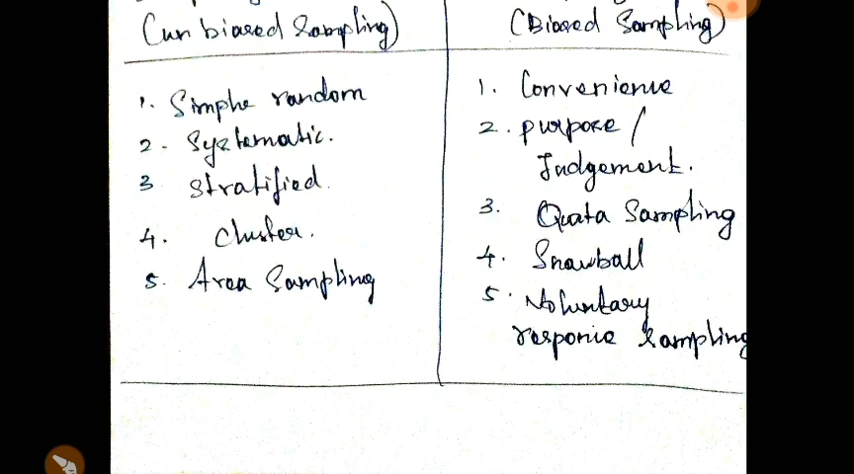 (un biased Sampling)
(Biased Sampling)
1. Simple random
2. Systematic.
3 Stratified
4. Cluster.
5. Area Sampling
1. Convenience
2. purpose /
Judgement.
3. Quata Sampling
4. Snowball
5. Voluntary
response Sampling